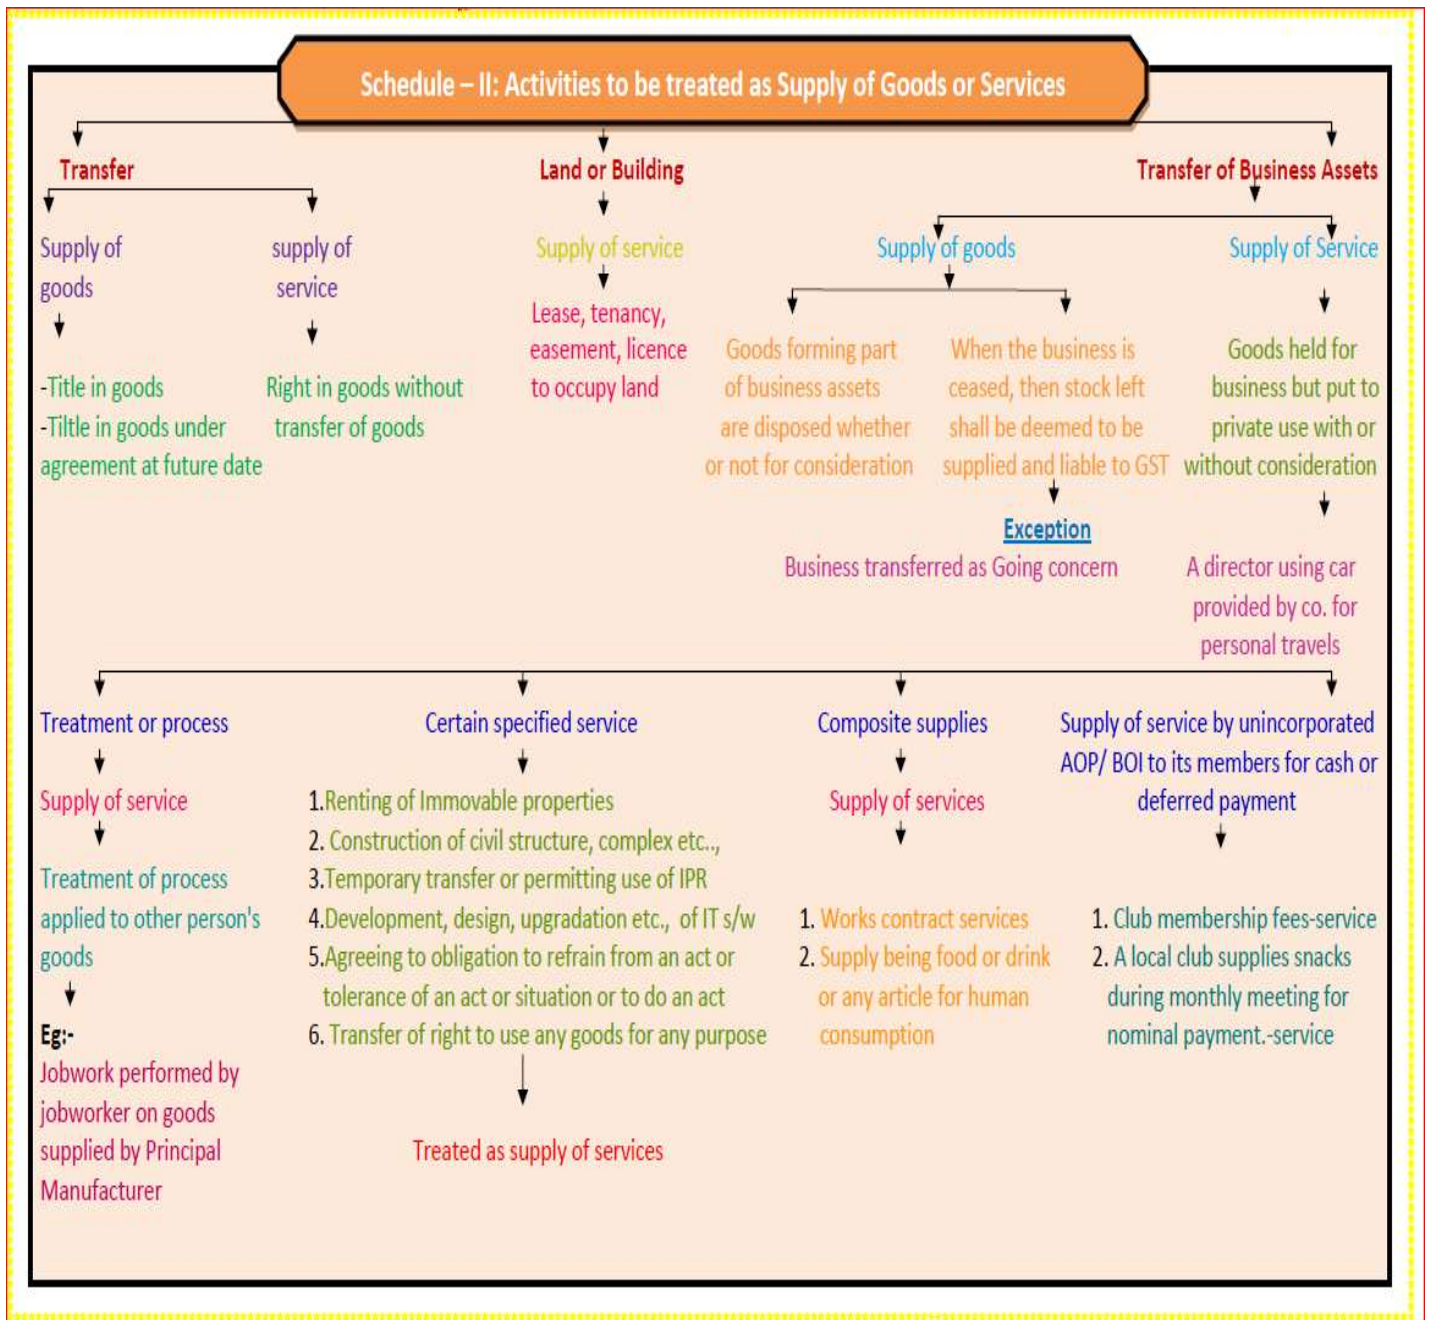 Schedule – II: Activities to be treated as Supply of Goods or Services
Transfer
Supply of
goods
-Title in goods
-Tiltle in goods under
agreement at future date
supply of
service
Right in goods without
transfer of goods
Land or Building
Supply of service
Lease, tenancy,
easement, licence
to occupy land
Transfer of Business Assets
Supply of goods
Goods forming part
of business assets
are disposed whether
or not for consideration
When the business is
ceased, then stock left
shall be deemed to be
supplied and liable to GST
Exception
Business transferred as Going concern
Supply of Service
Goods held for
business but put to
private use with or
without consideration
A director using car
provided by co. for
personal travels
Treatment or process
Supply of service
Treatment of process
applied to other person's
goods
Eg:-
Jobwork performed by
jobworker on goods
supplied by Principal
Manufacturer
Certain specified service
1.Renting of Immovable properties
2. Construction of civil structure, complex etc..,
3.Temporary transfer or permitting use of IPR
4.Development, design, upgradation etc., of IT s/w
5.Agreeing to obligation to refrain from an act or
tolerance of an act or situation or to do an act
6. Transfer of right to use any goods for any purpose
Treated as supply of services
Composite supplies
Supply of services
1. Works contract services
2. Supply being food or drink
or any article for human
consumption
Supply of service by unincorporated
AOP/ BOI to its members for cash or
deferred payment
1. Club membership fees-service
2. A local club supplies snacks
during monthly meeting for
nominal payment.-service